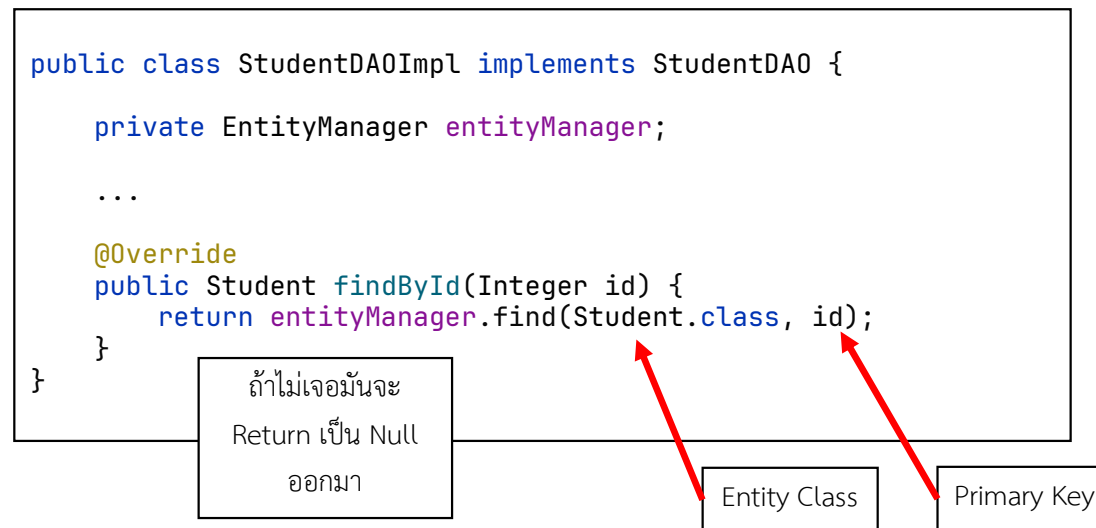 public class StudentDAOImpl implements StudentDAO {
private EntityManager entityManager;
...
@Override
public Student findById(Integer id) {
return entityManager.find(Student.class, id);
}
}
ถ้าไม่เจอมันจะ
Return เป็น Null
ออกมา
Entity Class
Primary Key